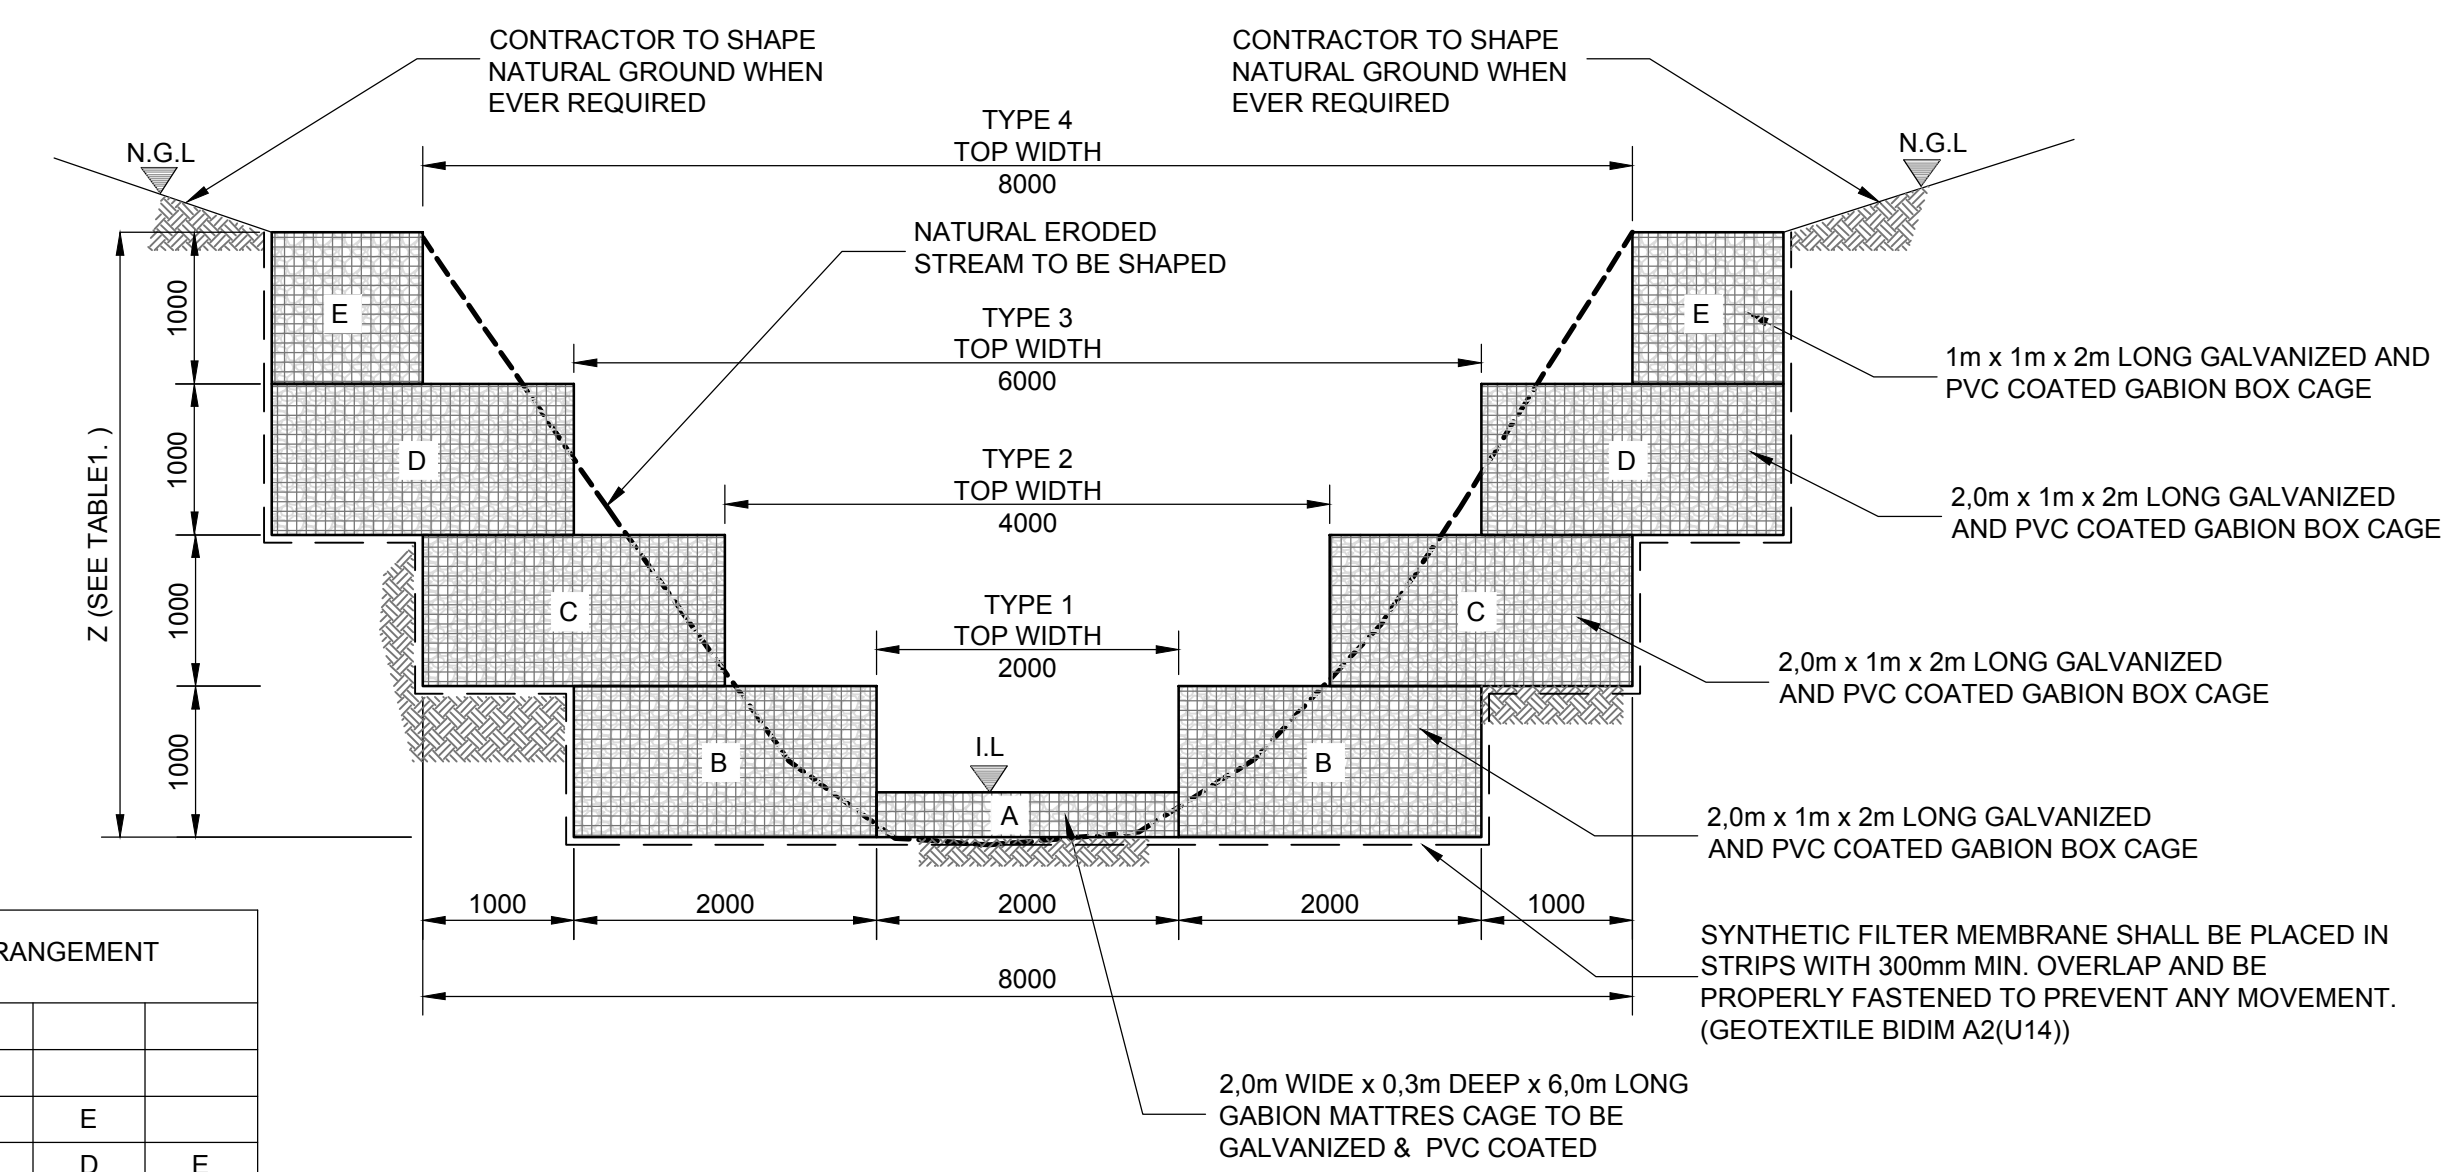 CONTRACTOR TO SHAPE
NATURAL GROUND WHEN
EVER REQUIRED
CONTRACTOR TO SHAPE
NATURAL GROUND WHEN
EVER REQUIRED
TYPE 4
TOP WIDTH
8000
N.G.L
N.G.L
NATURAL ERODED
STREAM TO BE SHAPED
1000
E
E
TYPE 3
TOP WIDTH
6000
1m x 1m x 2m LONG GALVANIZED AND
PVC COATED GABION BOX CAGE
1000
D
D
TYPE 2
TOP WIDTH
4000
2,0m x 1m x 2m LONG GALVANIZED
AND PVC COATED GABION BOX CAGE
Z (SEE TABLE1. )
1000
C
C
TYPE 1
TOP WIDTH
2000
2,0m x 1m x 2m LONG GALVANIZED
AND PVC COATED GABION BOX CAGE
1000
B
I.L
B
A
2,0m x 1m x 2m LONG GALVANIZED
AND PVC COATED GABION BOX CAGE
1000
2000
2000
2000
1000
8000
SYNTHETIC FILTER MEMBRANE SHALL BE PLACED IN
STRIPS WITH 300mm MIN. OVERLAP AND BE
PROPERLY FASTENED TO PREVENT ANY MOVEMENT.
(GEOTEXTILE BIDIM A2(U14))
2,0m WIDE x 0,3m DEEP x 6,0m LONG
GABION MATTRES CAGE TO BE
GALVANIZED & PVC COATED
RANGEMENT
E
D E